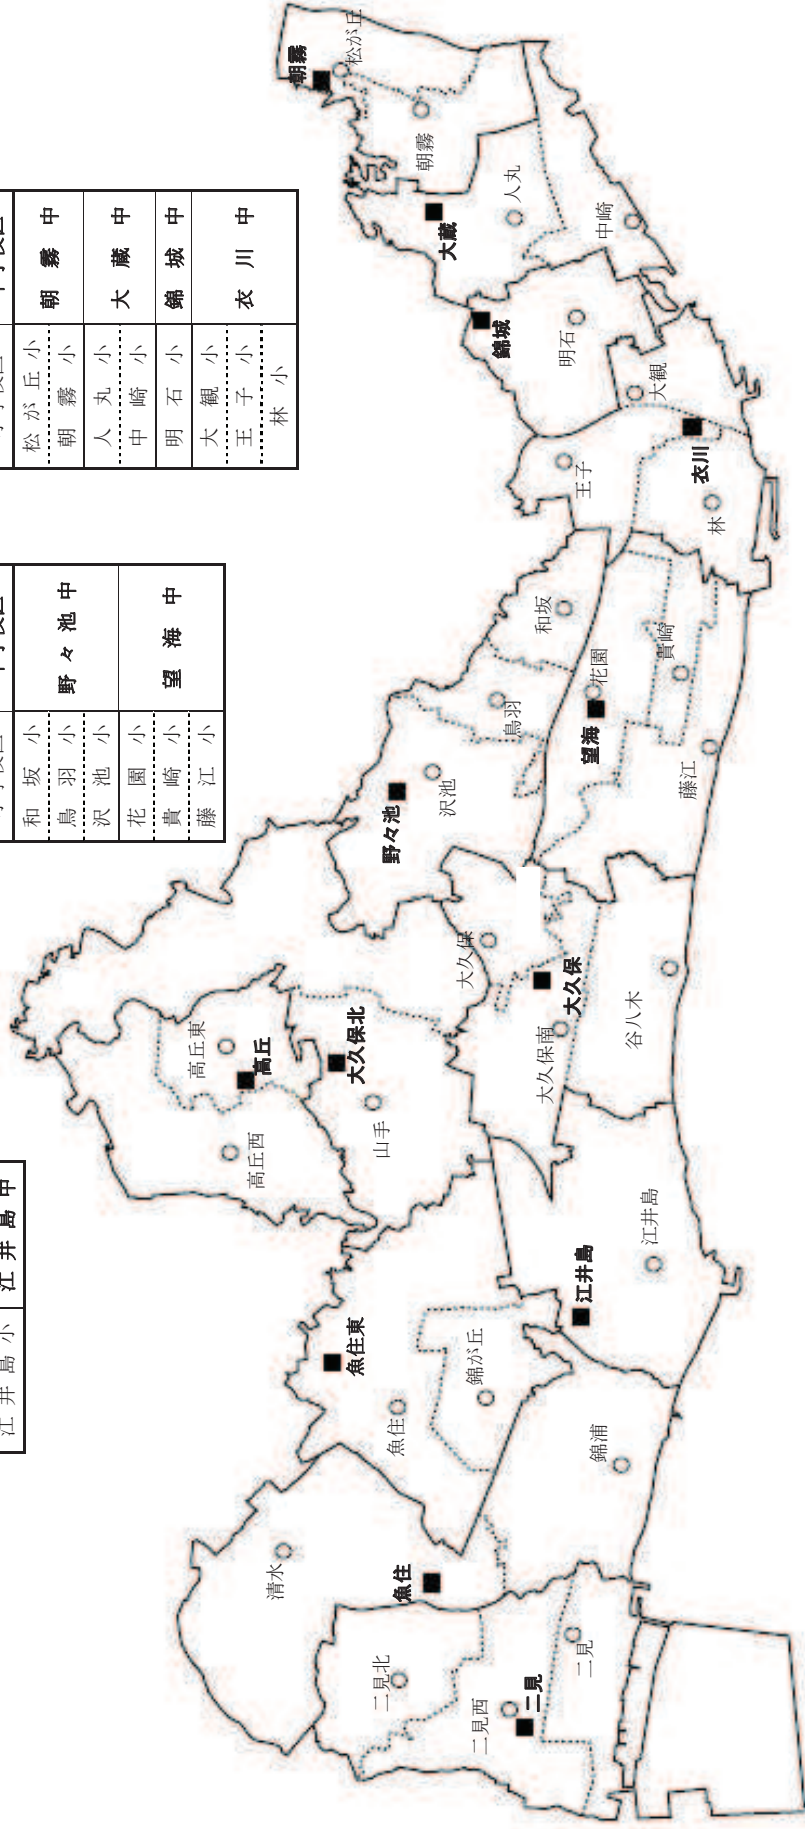 松が丘小
朝霧小
朝霧中
人丸小
中崎小
大蔵中
明石小
錦城中
大観小
王子小
林小
衣川中
和坂小
鳥羽小
沢池小
野々池中
花園小
貴崎小
藤江小
望海中
江井島小
江井島中
朝霧
松が丘
朝霧
大蔵
人丸
中崎
錦城
明石
大観
衣川
王子
林
和坂
鳥羽
花園
貴崎
望海
藤江
野々池
沢池
大久保
大久保
大久保南
谷八木
高丘東
高丘
大久保北
高丘西
山手
江井島
江井島
魚住東
錦が丘
魚住
錦浦
清水
魚住
二見北
二見
二見西
二見